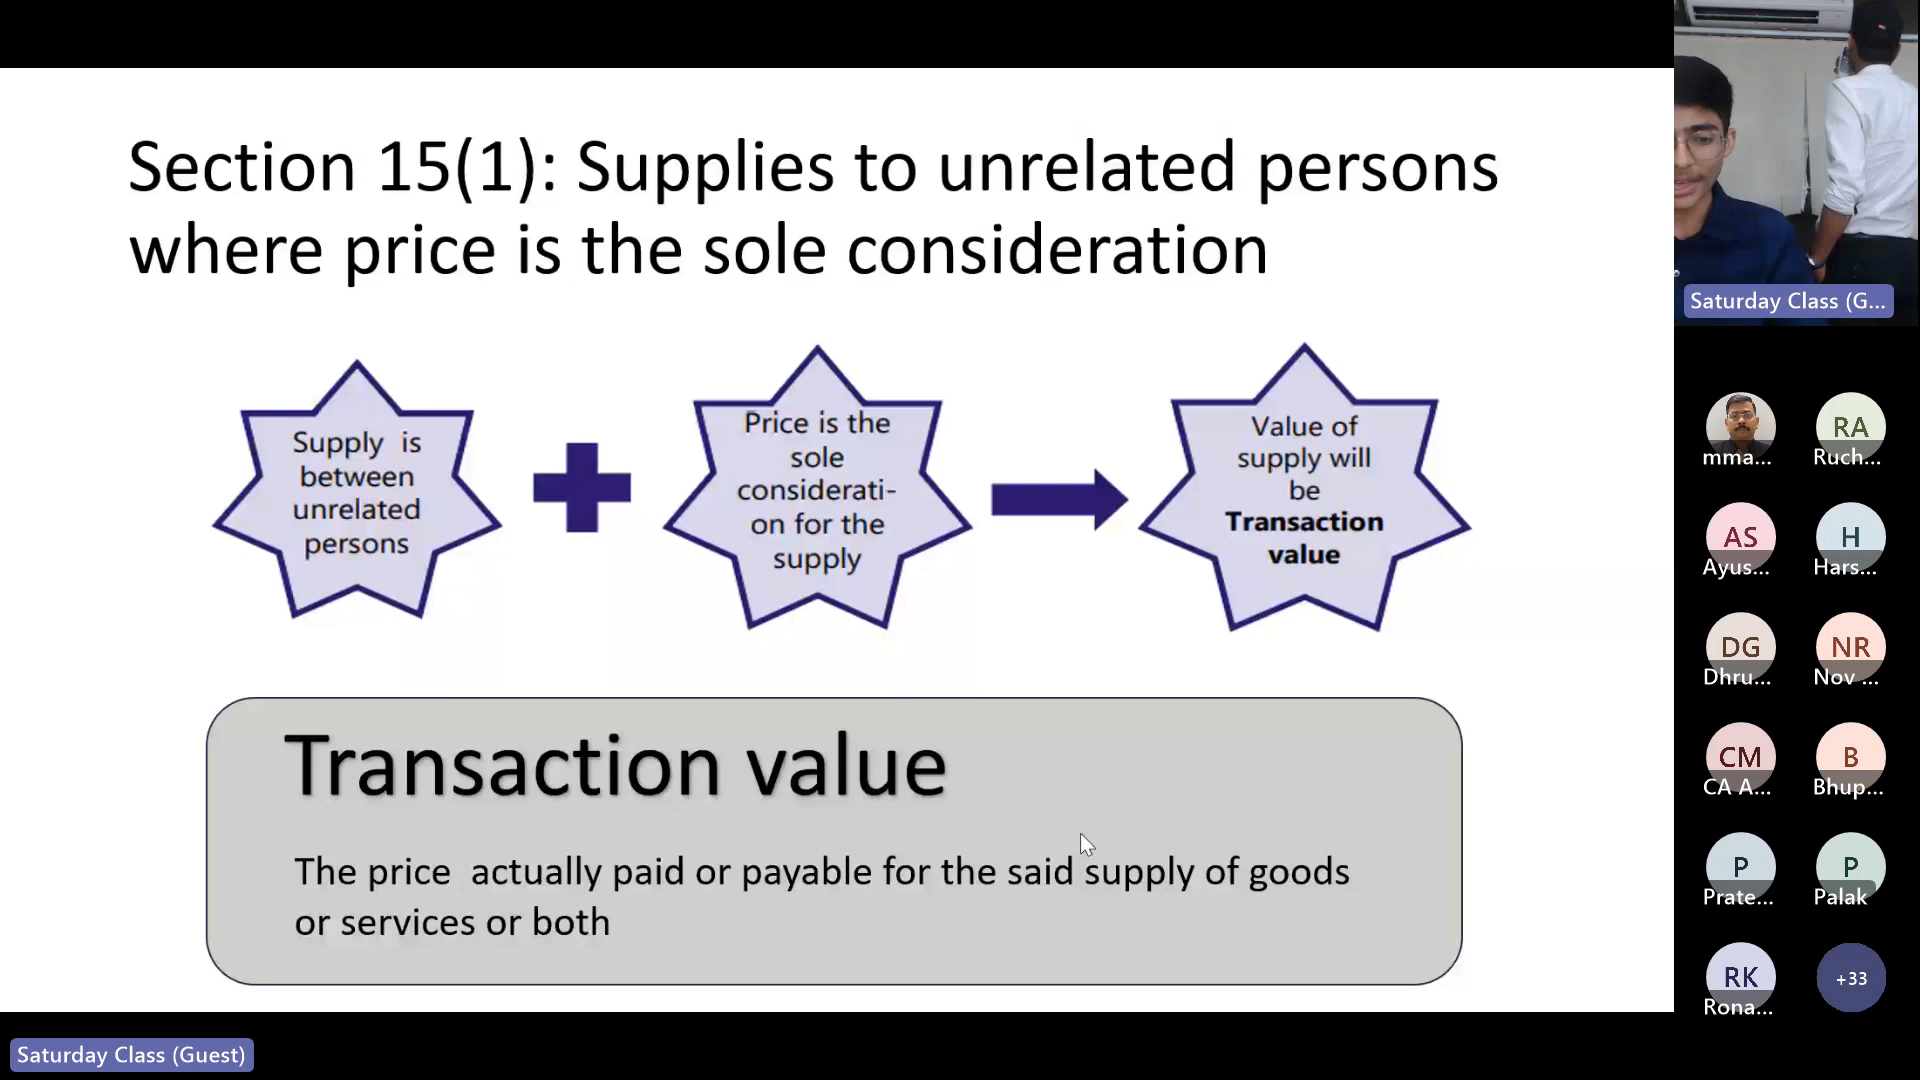 Section 15(1): Supplies to unrelated persons
where price is the sole consideration
Supply is
between
unrelated
persons
Price is the
sole
considerati-
on for the
supply
Value of
supply will
be
Transaction
value
Transaction value
The price actually paid or payable for the said supply of goods
or services or both
Saturday Class (Guest)
Saturday Class (G...
mma...
RA
Ruch...
AS
Ayus...
H
Hars...
DG
Dhru...
NR
Nov ...
CM
CA A...
B
Bhup...
P
Prate...
P
Palak
RK
Rona...
+33